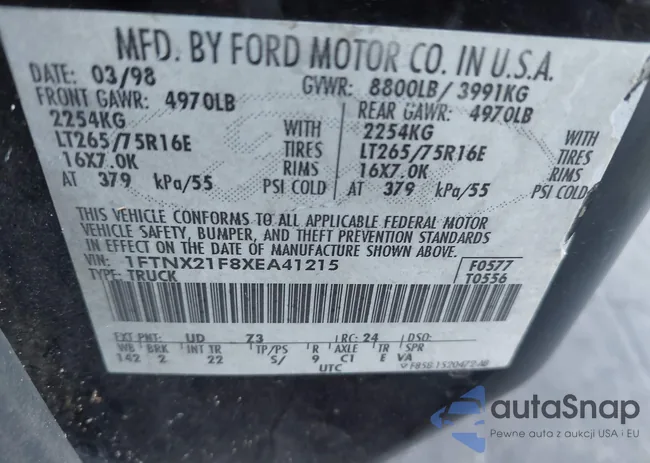 MFD. BY FORD MOTOR CO. IN U.S.A.
DATE: 03/98 GVWR: 8800LB/ 3991KG
FRONT GAWR: 4970LB REAR GAWR: 4970LB
2254KG WITH 2254KG WITH
LT265/75R16E TIRES LT265/75R16E TIRES
16X7.0K RIMS 16X7.0K RIMS
AT 379 kPa/55 PSI COLD AT 379 kPa/55 PSI COLD
THIS VEHICLE CONFORMS TO ALL APPLICABLE FEDERAL MOTOR
VEHICLE SAFETY, BUMPER, AND THEFT PREVENTION STANDARDS
IN EFFECT ON THE DATE OF MANUFACTURE SHOWN ABOVE.
VIN: 1FTNX21F8XEA41215 F0577
TYPE: TRUCK T0556
EXT PNT: UD Z3 RC: 24 DSO:
WB BRK INT TR TP/PS R AXLE TR SPR
142 2 22 S/ 9 C1 E VA
UTC
autoSnap
Pewne auta z aukcji USA i EU